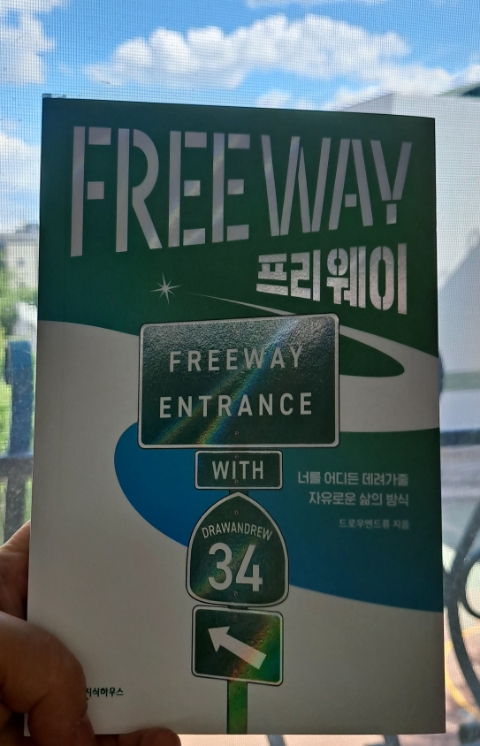 FREEWAY
프리웨이
FREEWAY
ENTRANCE
WITH
너를 어디든 데려가줄
자유로운 삶의 방식
드로우앤드류 지음
DRAWANDREW
34
지식하우스